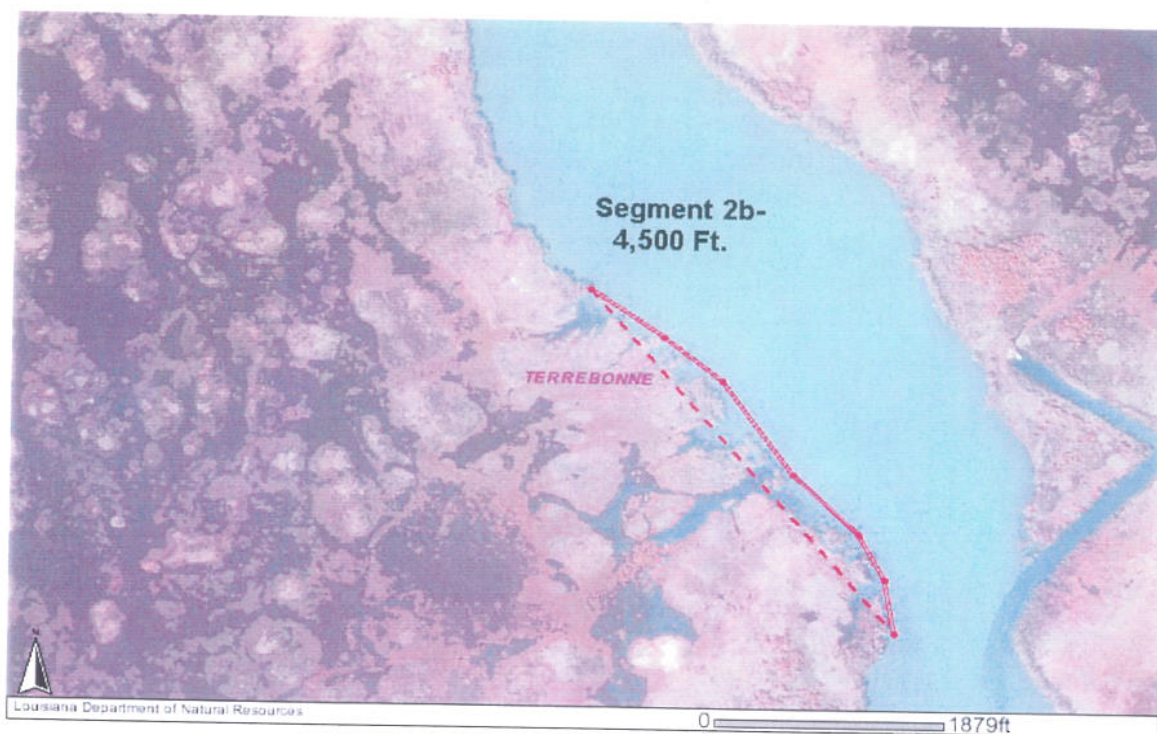 Segment 2b-
4,500 Ft.
TERREBONNE
N
Louisiana Department of Natural Resources
0 1879ft